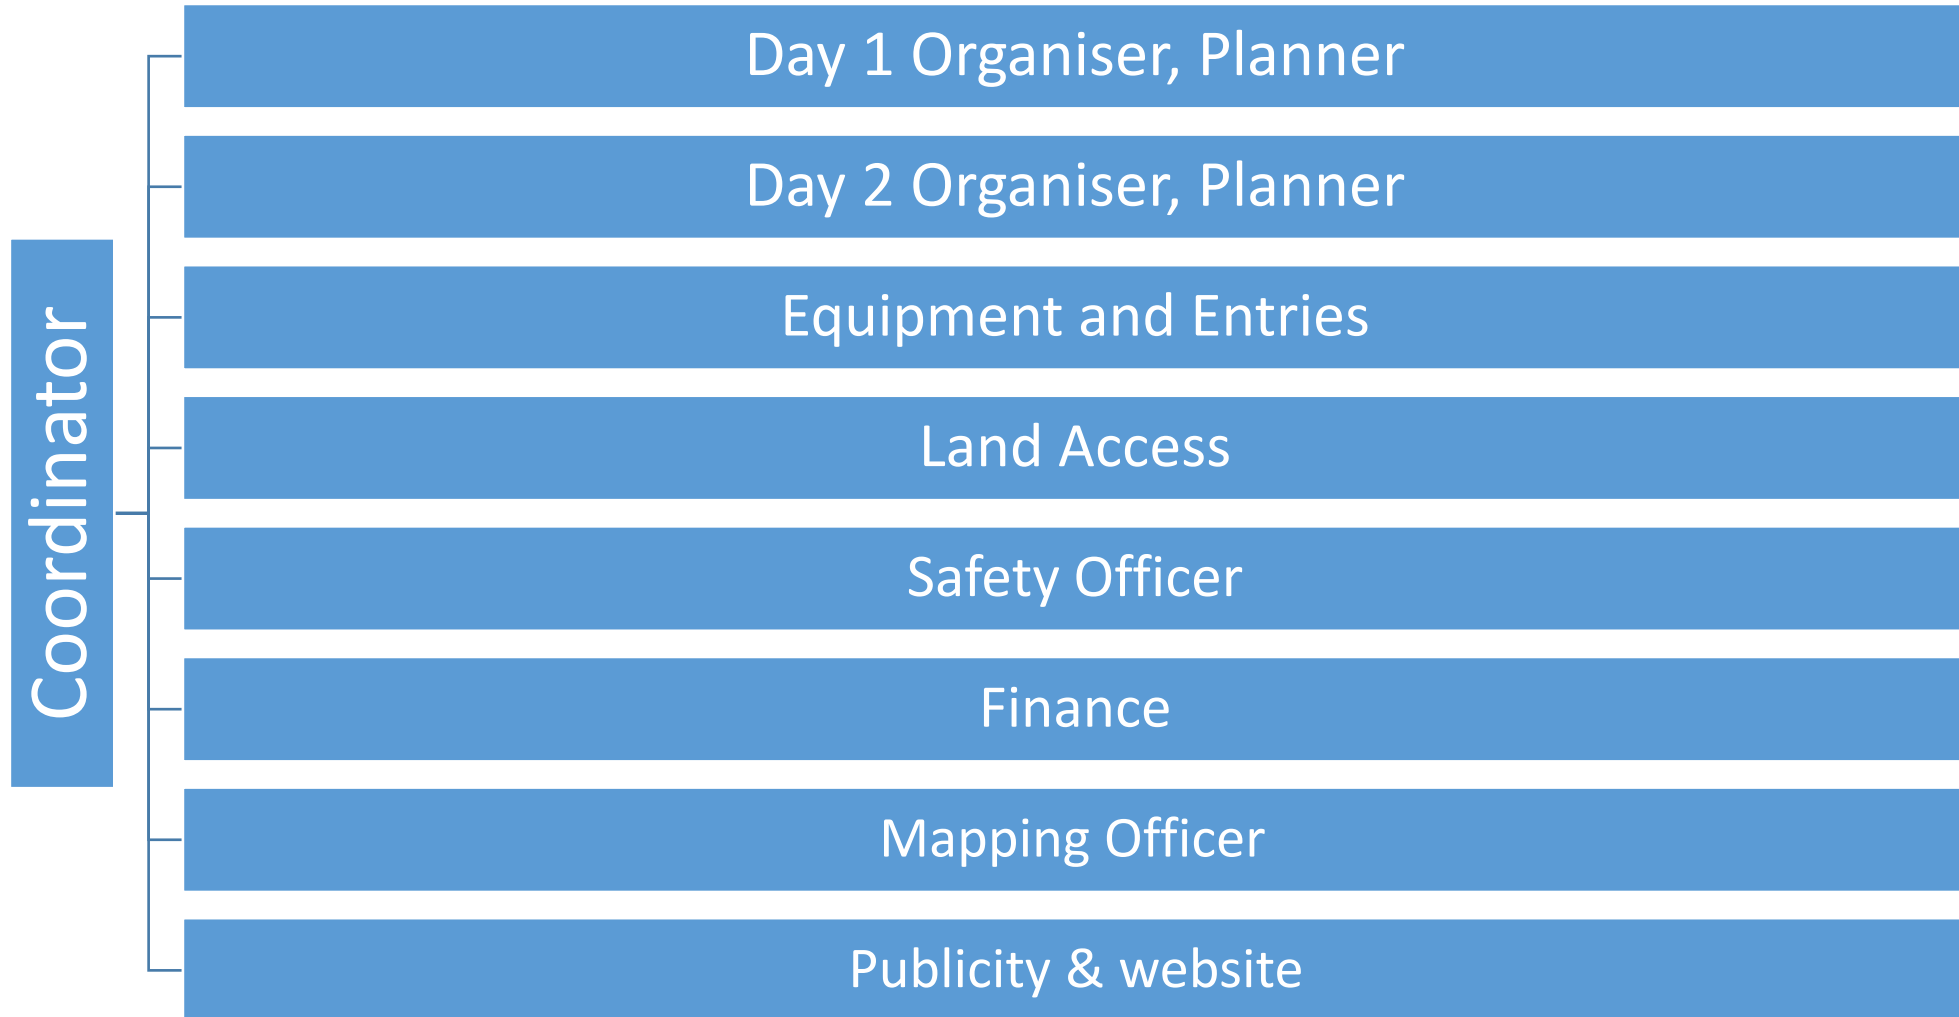 Coordinator
Day 1 Organiser, Planner
Day 2 Organiser, Planner
Equipment and Entries
Land Access
Safety Officer
Finance
Mapping Officer
Publicity & website